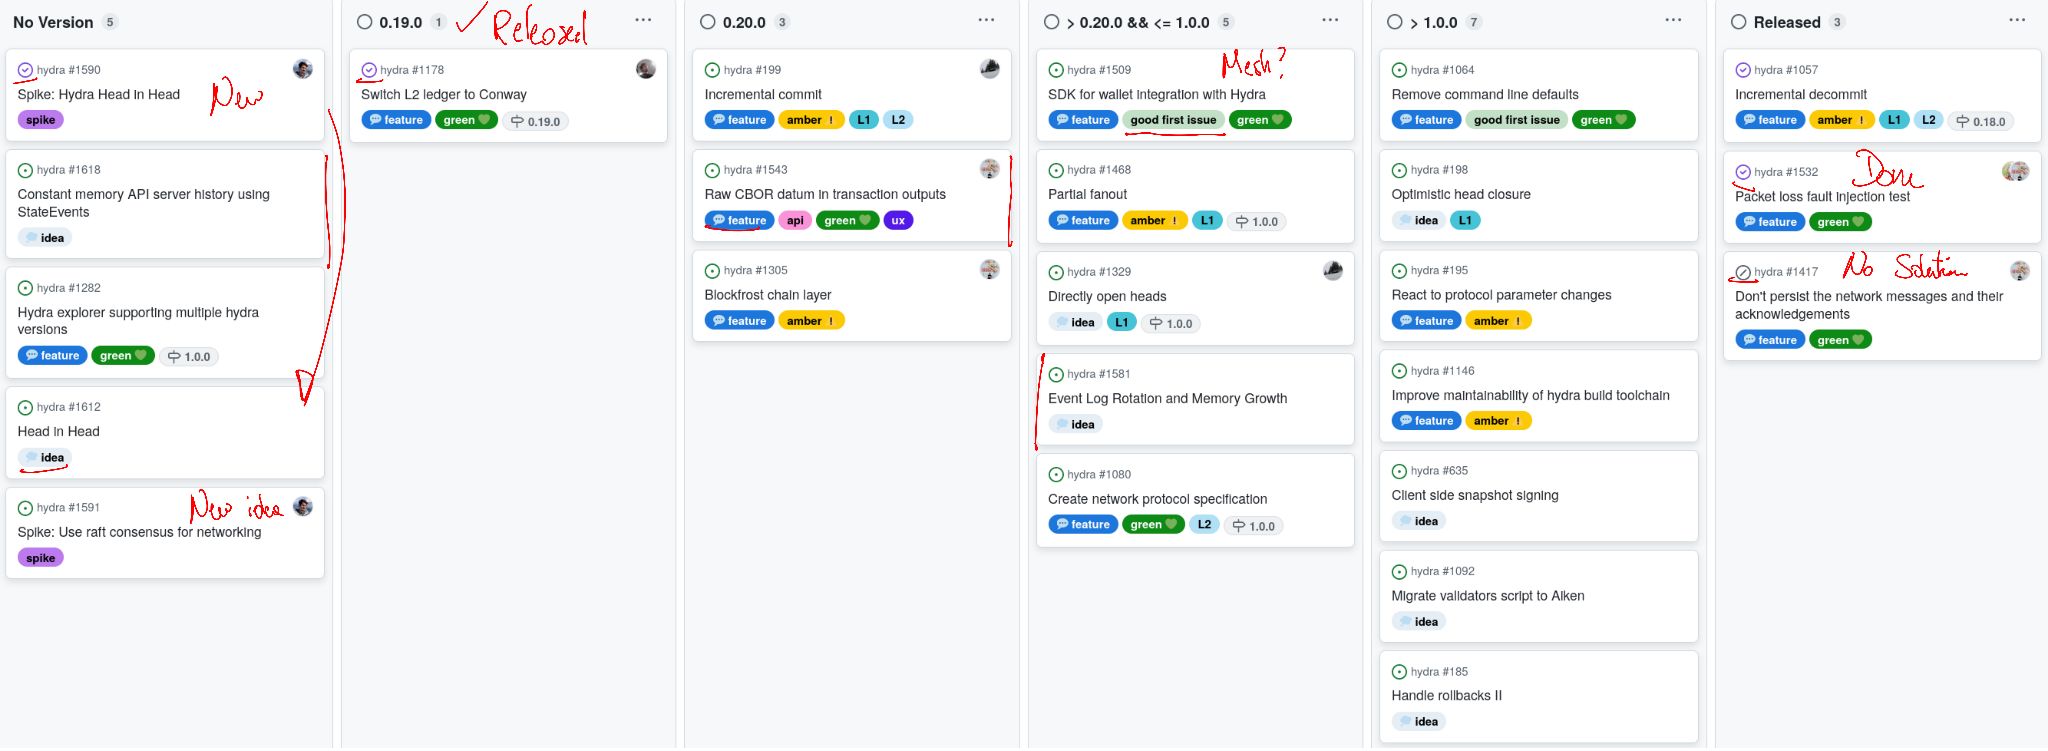 No Version 5
hydra #1590
Spike: Hydra Head in Head
New
spike
hydra #1618
Constant memory API server history using
StateEvents
idea
hydra #1282
Hydra explorer supporting multiple hydra
versions
feature green 1.0.0
hydra #1612
Head in Head
idea
hydra #1591
New idea
Spike: Use raft consensus for networking
spike
0.19.0 1 ✓ Released ...
hydra #1178
Switch L2 ledger to Conway
feature green 0.19.0
0.20.0 3 ...
hydra #199
Incremental commit
feature amber ! L1 L2
hydra #1543
Raw CBOR datum in transaction outputs
feature api green ux
hydra #1305
Blockfrost chain layer
feature amber !
> 0.20.0 && <= 1.0.0 5 ...
hydra #1509
Mesh?
SDK for wallet integration with Hydra
feature good first issue green
hydra #1468
Partial fanout
feature amber ! L1 1.0.0
hydra #1329
Directly open heads
idea L1 1.0.0
hydra #1581
Event Log Rotation and Memory Growth
idea
hydra #1080
Create network protocol specification
feature green L2 1.0.0
> 1.0.0 7 ...
hydra #1064
Remove command line defaults
feature good first issue green
hydra #198
Optimistic head closure
idea L1
hydra #195
React to protocol parameter changes
feature amber !
hydra #1146
Improve maintainability of hydra build toolchain
feature amber !
hydra #635
Client side snapshot signing
idea
hydra #1092
Migrate validators script to Aiken
idea
hydra #185
Handle rollbacks II
idea
Released 3 ...
hydra #1057
Incremental decommit
feature amber ! L1 L2 0.18.0
hydra #1532 Done
Packet loss fault injection test
feature green
hydra #1417 No Solution
Don't persist the network messages and their
acknowledgements
feature green